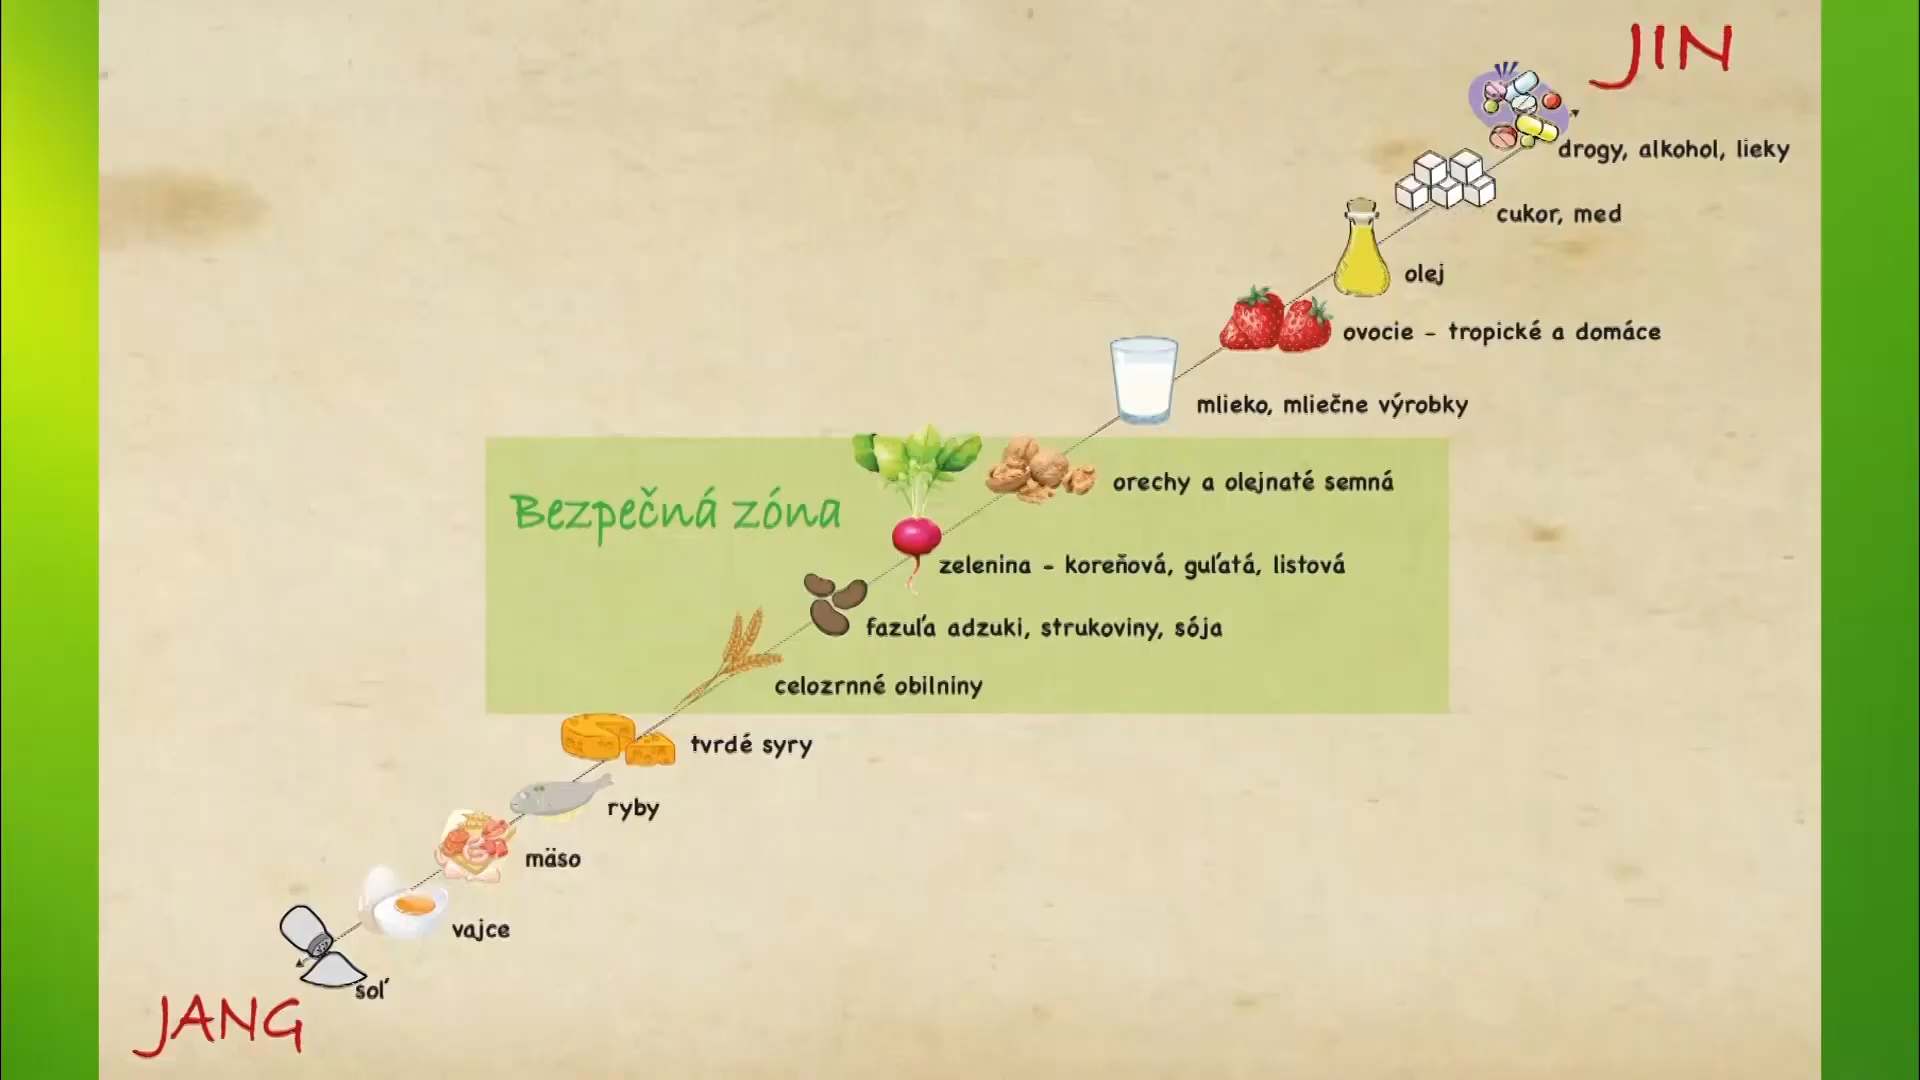 JIN
drogy, alkohol, lieky
cukor, med
olej
ovocie - tropické a domáce
mlieko, mliečne výrobky
orechy a olejnaté semná
Bezpečná zóna
zelenina - koreňová, guľatá, listová
fazuľa adzuki, strukoviny, sója
celozrnné obilniny
tvrdé syry
ryby
mäso
vajce
soľ
JANG